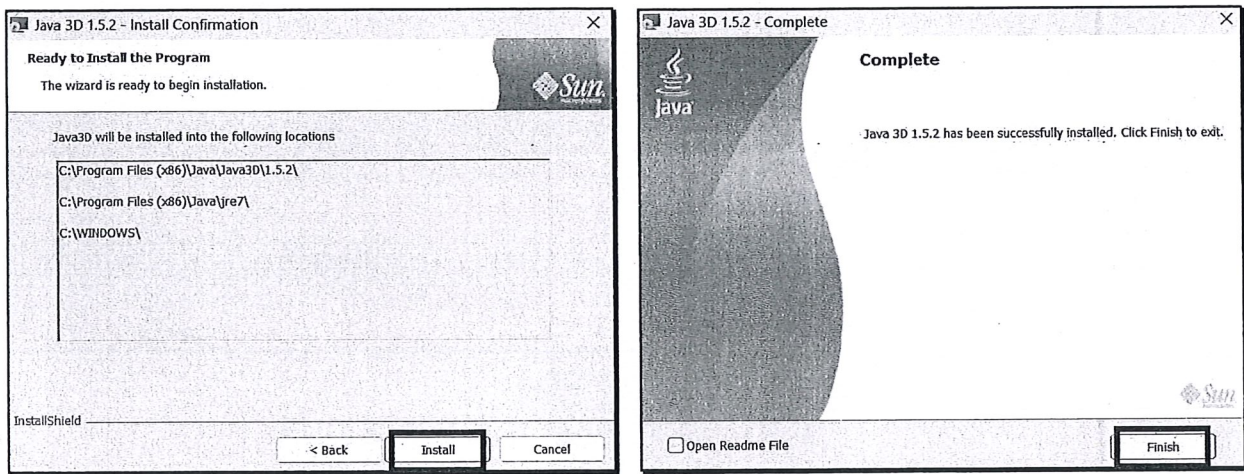 Java 3D 1.5.2 - Install Confirmation
Ready to Install the Program
The wizard is ready to begin installation.
Sun
microsystems
Java3D will be installed into the following locations
C:\Program Files (x86)\Java\Java3D\1.5.2\
C:\Program Files (x86)\Java\jre7\
C:\WINDOWS\
InstallShield
< Back
Install
Cancel
Java 3D 1.5.2 - Complete
Java
Complete
Java 3D 1.5.2 has been successfully installed. Click Finish to exit.
Sun
Open Readme File
Finish